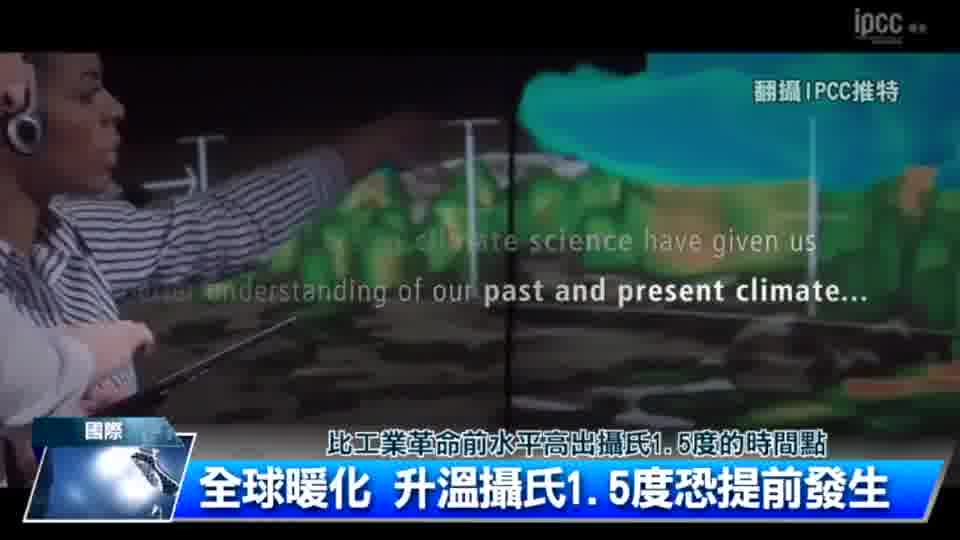 ipcc
翻攝IPCC推特
climate science have given us
understanding of our past and present climate...
國際
比工業革命前水平高出攝氏1.5度的時間點
全球暖化 升溫攝氏1.5度恐提前發生